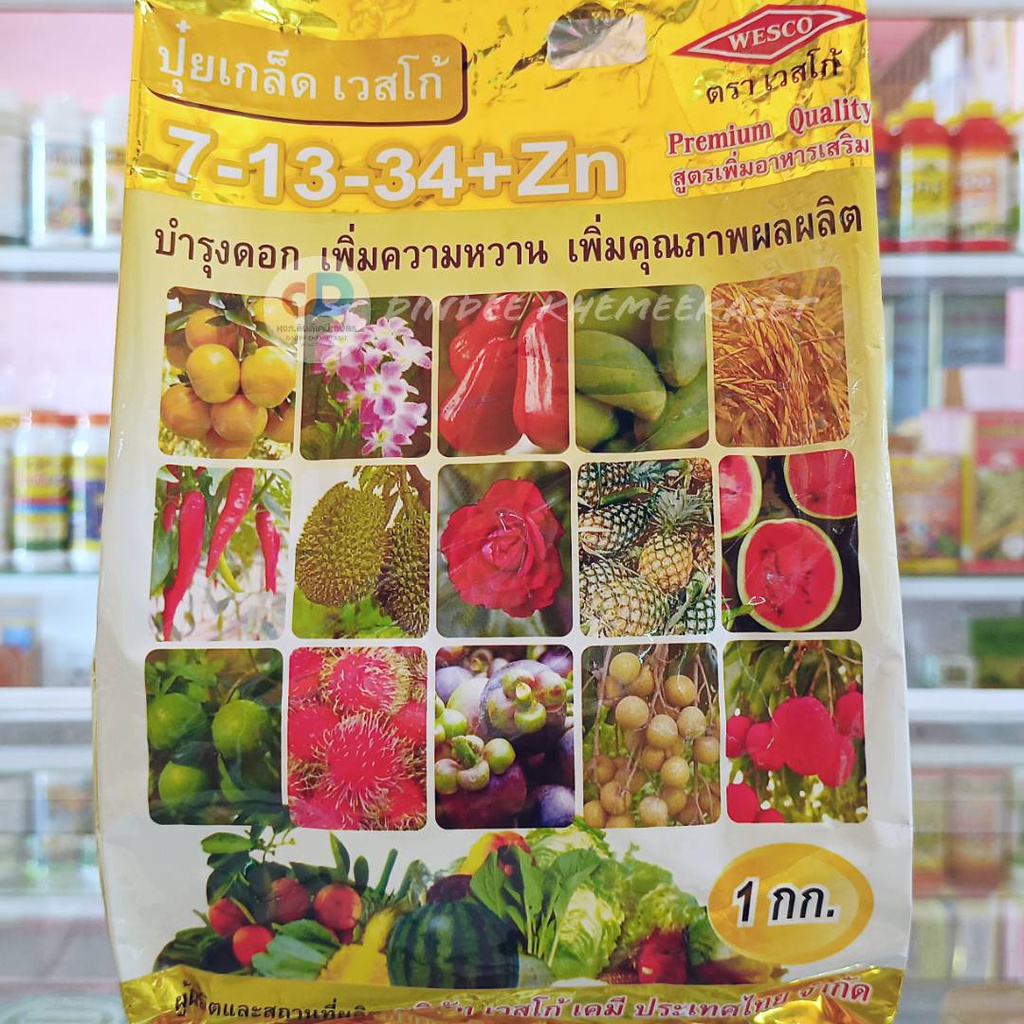 WESCO
ตรา เวสโก้
ปุ๋ยเกล็ด เวสโก้
7-13-34+Zn
Premium Quality
สูตรเพิ่มอาหารเสริม
บำรุงดอก เพิ่มความหวาน เพิ่มคุณภาพผลผลิต
DINDEE KHEMEEKASET
1 กก.
เวสโก้ เคมี ประเทศไทย จำกัด